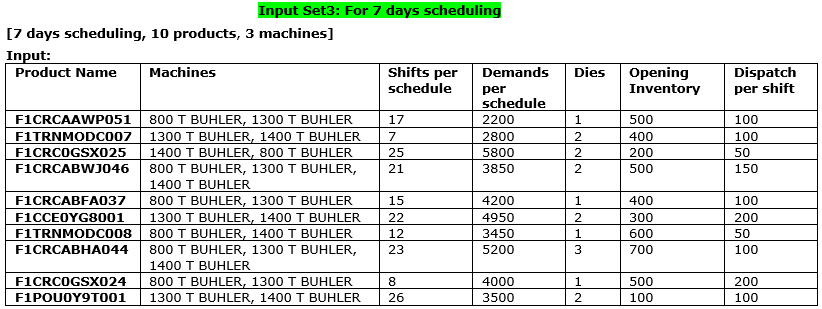 Input Set3: For 7 days scheduling
[7 days scheduling, 10 products, 3 machines]
Input:
Product Name Machines Shifts per schedule Demands per schedule Dies Opening Inventory Dispatch per shift
F1CRCAAWP051 800 T BUHLER, 1300 T BUHLER 17 2200 1 500 100
F1TRNMODC007 1300 T BUHLER, 1400 T BUHLER 7 2800 2 400 100
F1CRC0GSX025 1400 T BUHLER, 800 T BUHLER 25 5800 2 200 50
F1CRCABWJ046 800 T BUHLER, 1300 T BUHLER, 1400 T BUHLER 21 3850 2 500 150
F1CRCABFA037 800 T BUHLER, 1300 T BUHLER 15 4200 1 400 100
F1CCE0YG8001 1300 T BUHLER, 1400 T BUHLER 22 4950 2 300 200
F1TRNMODC008 800 T BUHLER, 1400 T BUHLER 12 3450 1 600 50
F1CRCABHA044 800 T BUHLER, 1300 T BUHLER, 1400 T BUHLER 23 5200 3 700 100
F1CRC0GSX024 800 T BUHLER, 1300 T BUHLER 8 4000 1 500 200
F1POU0Y9T001 1300 T BUHLER, 1400 T BUHLER 26 3500 2 100 100